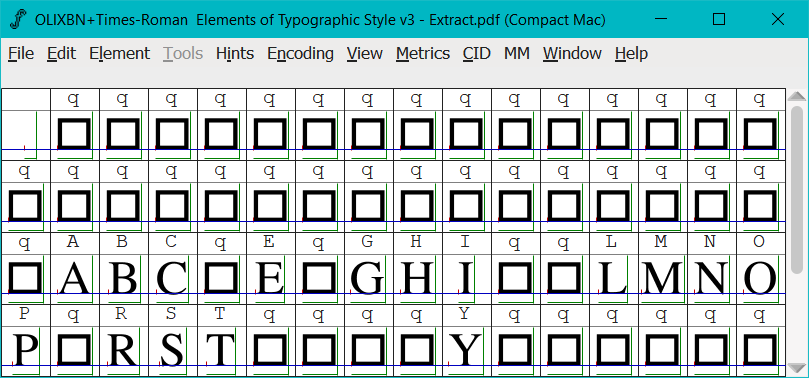 OLIXBN+Times-Roman Elements of Typographic Style v3 - Extract.pdf (Compact Mac)
File Edit Element Tools Hints Encoding View Metrics CID MM Window Help
q q q q q q q q q q q q q q q
q q q q q q q q q q q q q q q q
q A B C q E q G H I q q L M N O
A B C E G H I L M N O
P q R S T q q q q Y q q q q q q
P R S T Y